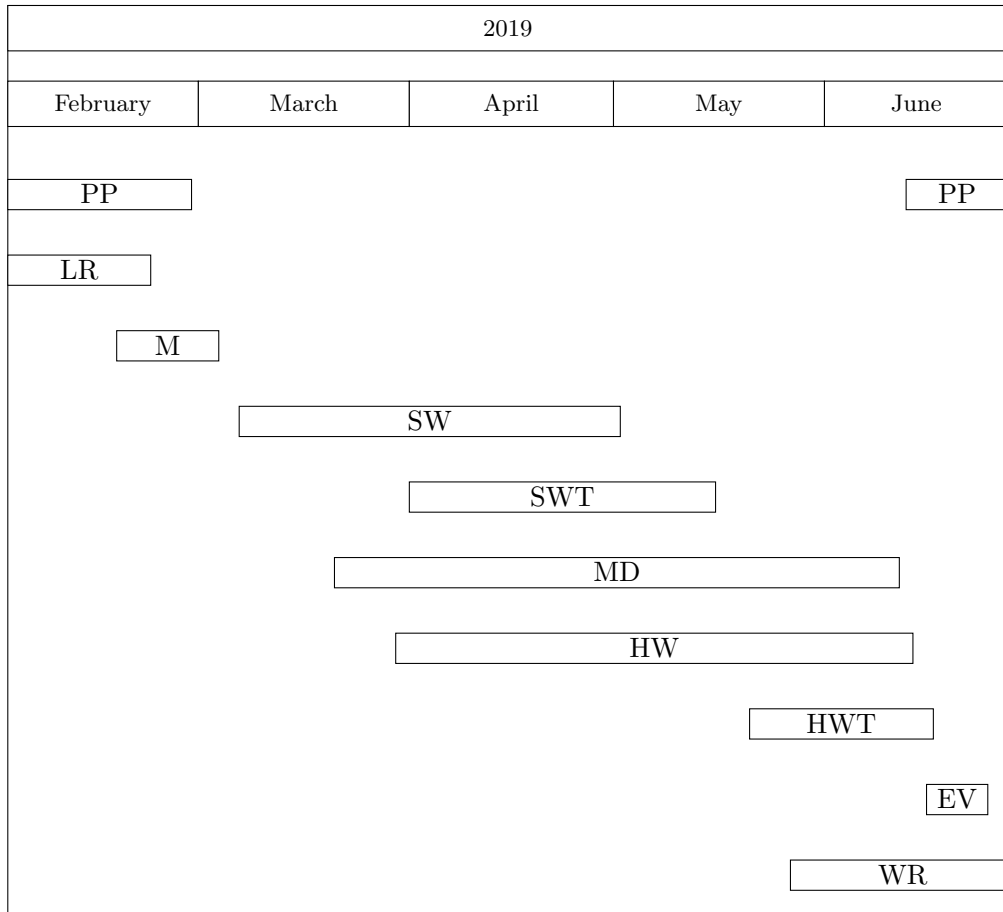 2019
February March April May June
PP PP
LR
M
SW
SWT
MD
HW
HWT
EV
WR